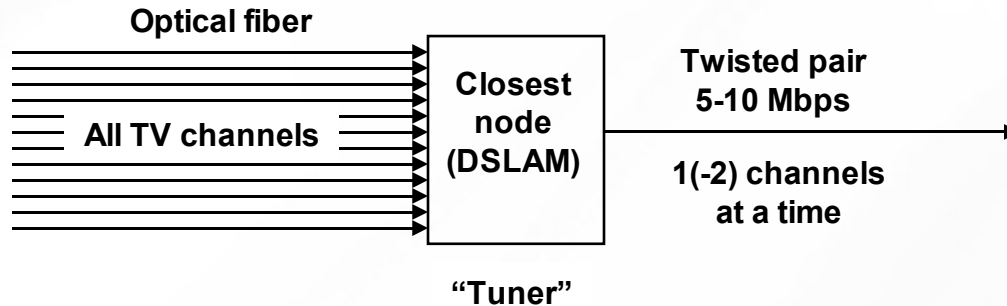 Optical fiber
All TV channels
Closest
node
(DSLAM)
Twisted pair
5-10 Mbps
1(-2) channels
at a time
“Tuner”